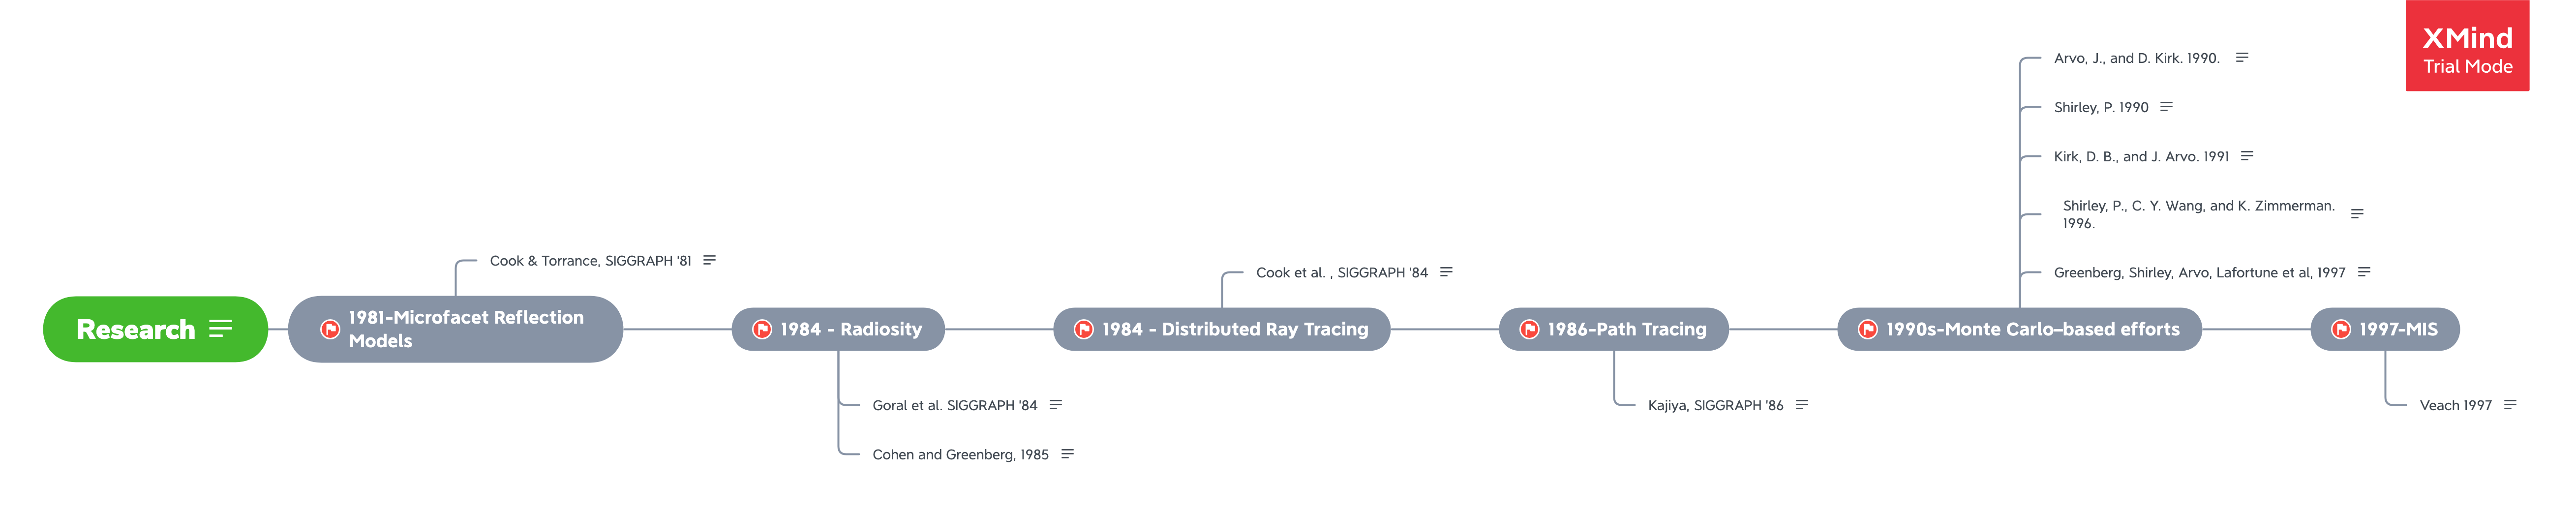 XMind
Trial Mode
Research
1981-Microfacet Reflection
Models
Cook & Torrance, SIGGRAPH '81
1984 - Radiosity
Goral et al. SIGGRAPH '84
Cohen and Greenberg, 1985
1984 - Distributed Ray Tracing
Cook et al. , SIGGRAPH '84
1986-Path Tracing
Kajiya, SIGGRAPH '86
1990s-Monte Carlo–based efforts
Arvo, J., and D. Kirk. 1990.
Shirley, P. 1990
Kirk, D. B., and J. Arvo. 1991
Shirley, P., C. Y. Wang, and K. Zimmerman.
1996.
Greenberg, Shirley, Arvo, Lafortune et al, 1997
1997-MIS
Veach 1997